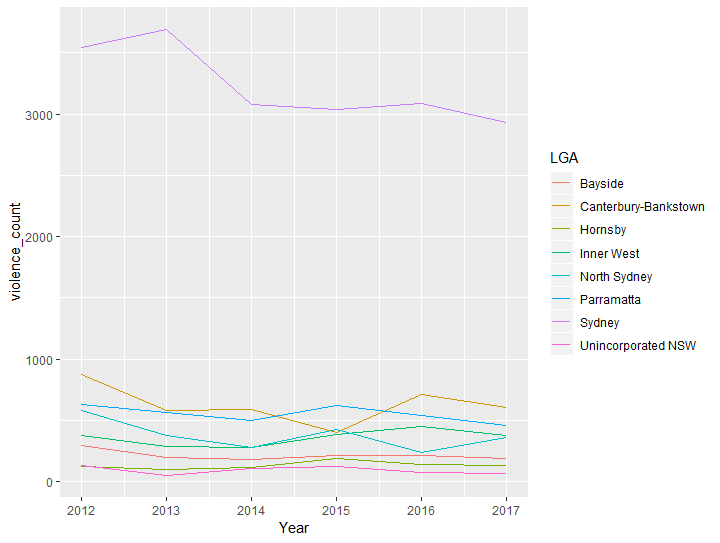 violence_count
3000
2000
1000
0
2012 2013 2014 2015 2016 2017
Year
LGA
Bayside
Canterbury-Bankstown
Hornsby
Inner West
North Sydney
Parramatta
Sydney
Unincorporated NSW